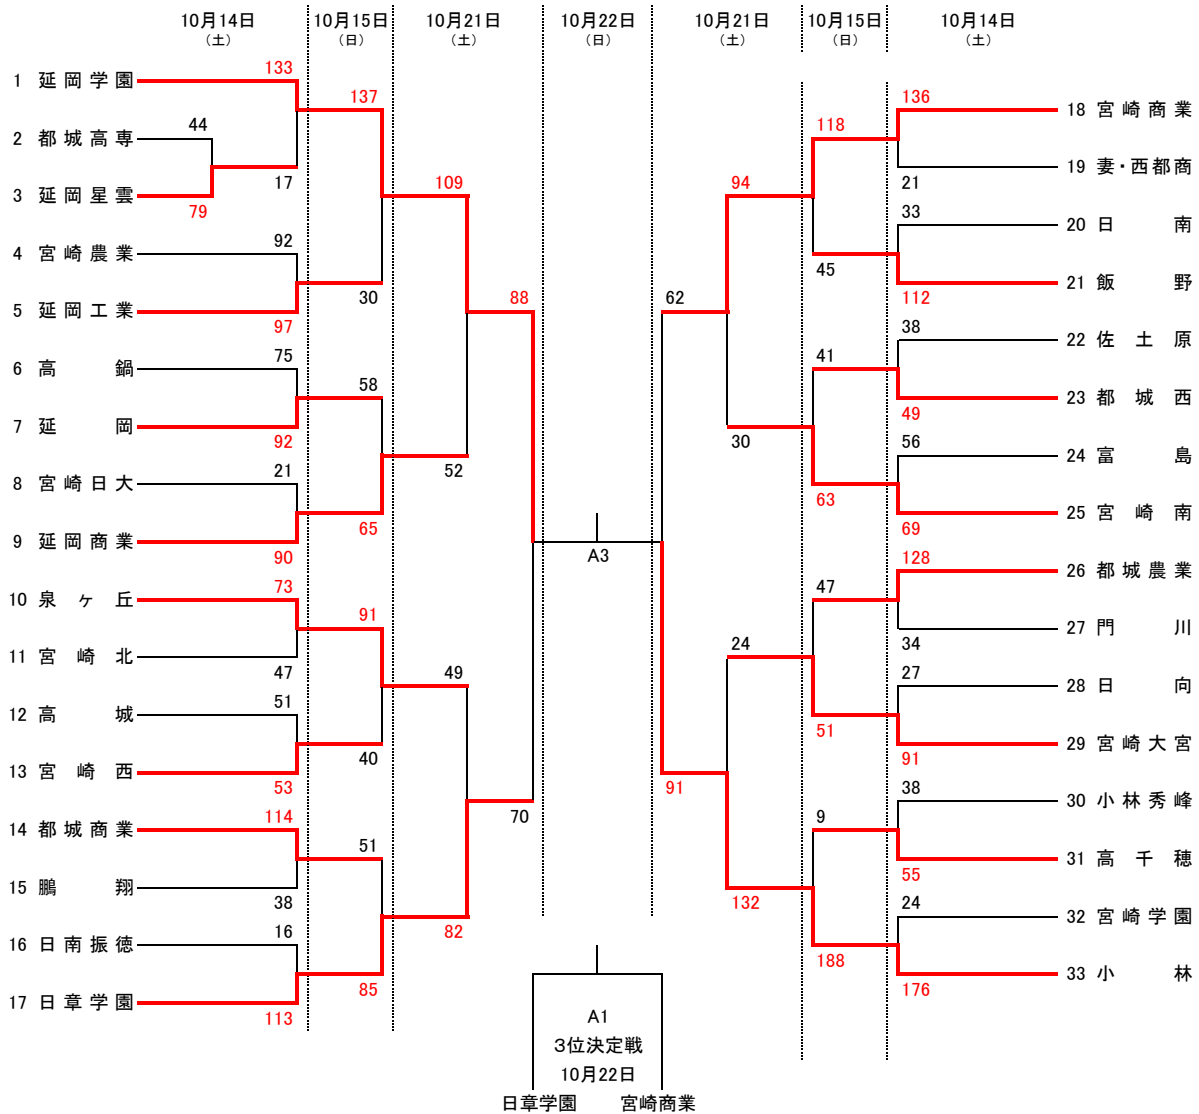 10月14日 10月15日 10月21日 10月22日 10月21日 10月15日 10月14日
（土） （日） （土） （日） （土） （日） （土）
1 延岡学園
133
137
2 都城高専
44
17
3 延岡星雲
79
109
4 宮崎農業
92
30
5 延岡工業
97
88
6 高鍋
75
58
7 延岡
92
52
8 宮崎日大
21
65
9 延岡商業
90
10 泉ヶ丘
73
91
11 宮崎北
47
49
12 高城
51
40
13 宮崎西
53
70
14 都城商業
114
51
15 鵬翔
38
82
16 日南振徳
16
85
17 日章学園
113
A3
136
18 宮崎商業
118
19 妻・西都商
21
94
33
20 日南
45
21 飯野
112
62
38
22 佐土原
41
23 都城西
49
30
56
24 富島
63
25 宮崎南
69
128
26 都城農業
47
27 門川
34
24
27
28 日向
51
29 宮崎大宮
91
91
38
30 小林秀峰
9
31 高千穂
55
132
24
32 宮崎学園
188
33 小林
176
A1
3位決定戦
10月22日
日章学園 宮崎商業